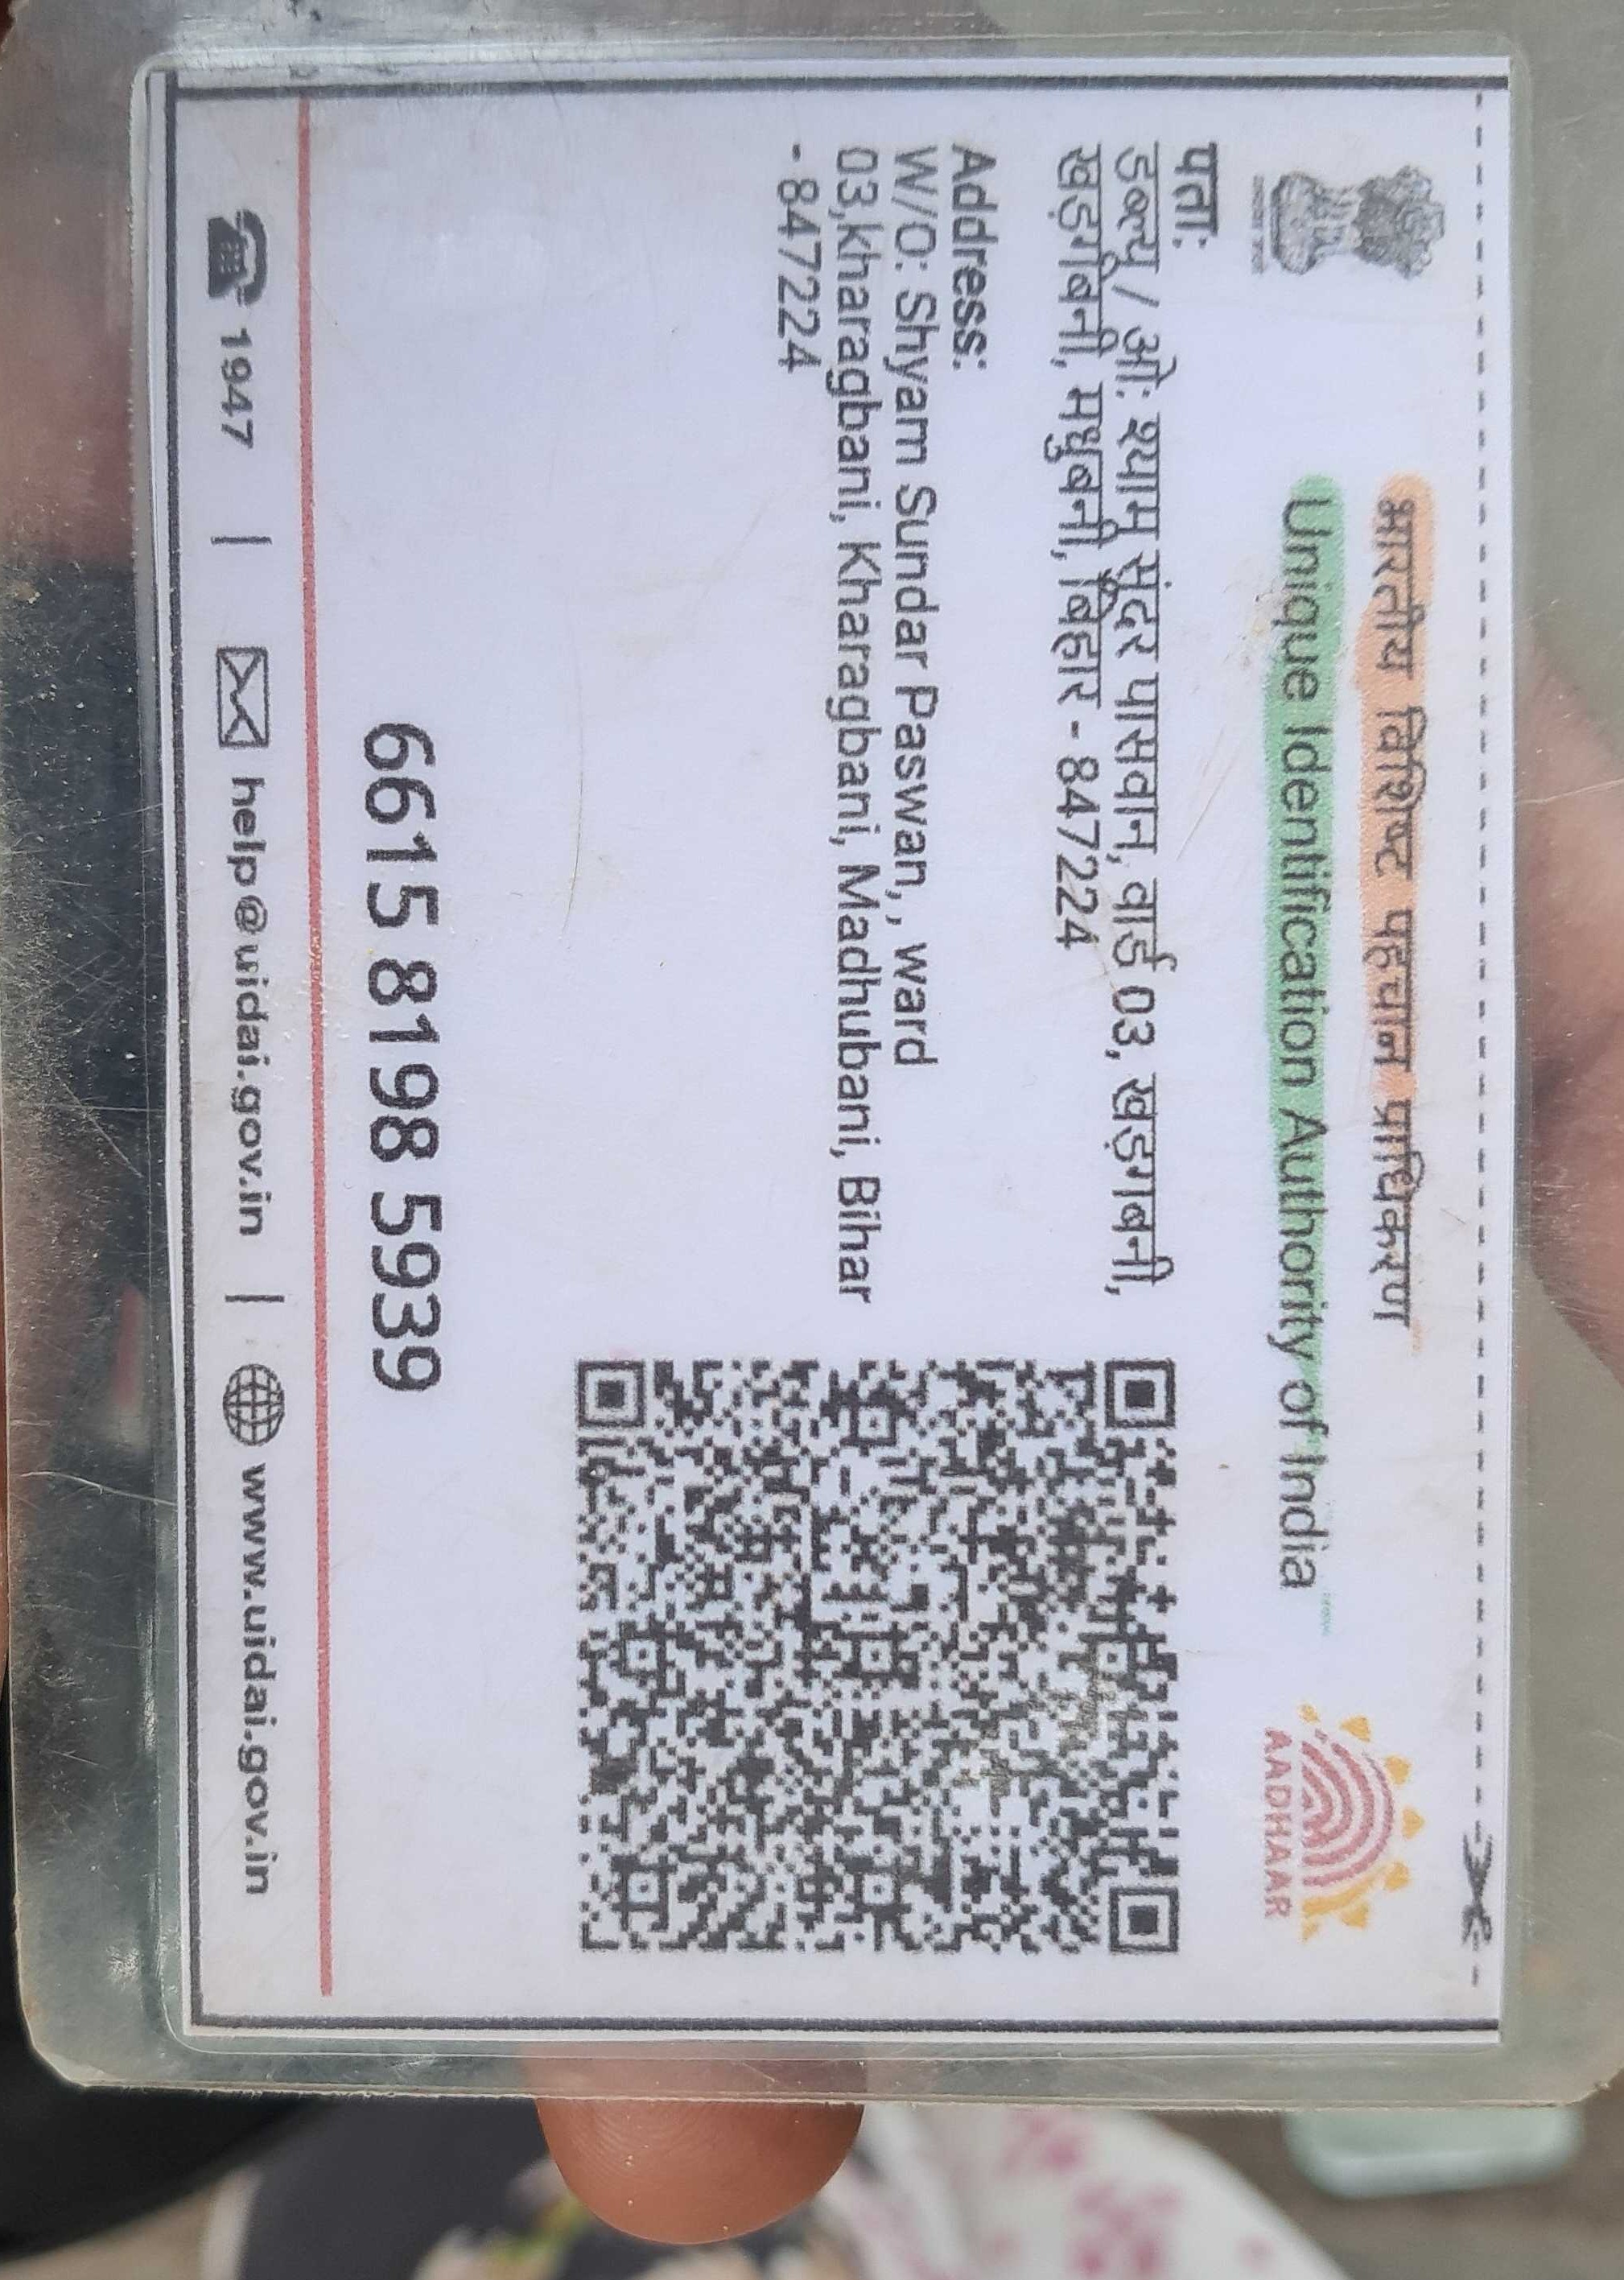 भारतीय विशिष्ट पहचान प्राधिकरण
Unique Identification Authority of India
AADHAAR
पता:
डब्ल्यू / ओ: श्याम सुंदर पासवान, वार्ड 03, खड़गबनी,
खड़गबनी, मधुबनी, बिहार - 847224
Address:
W/O: Shyam Sundar Paswan, , ward
03,kharagbani, Kharagbani, Madhubani, Bihar
- 847224
6615 8198 5939
1947 | help@uidai.gov.in | www.uidai.gov.in